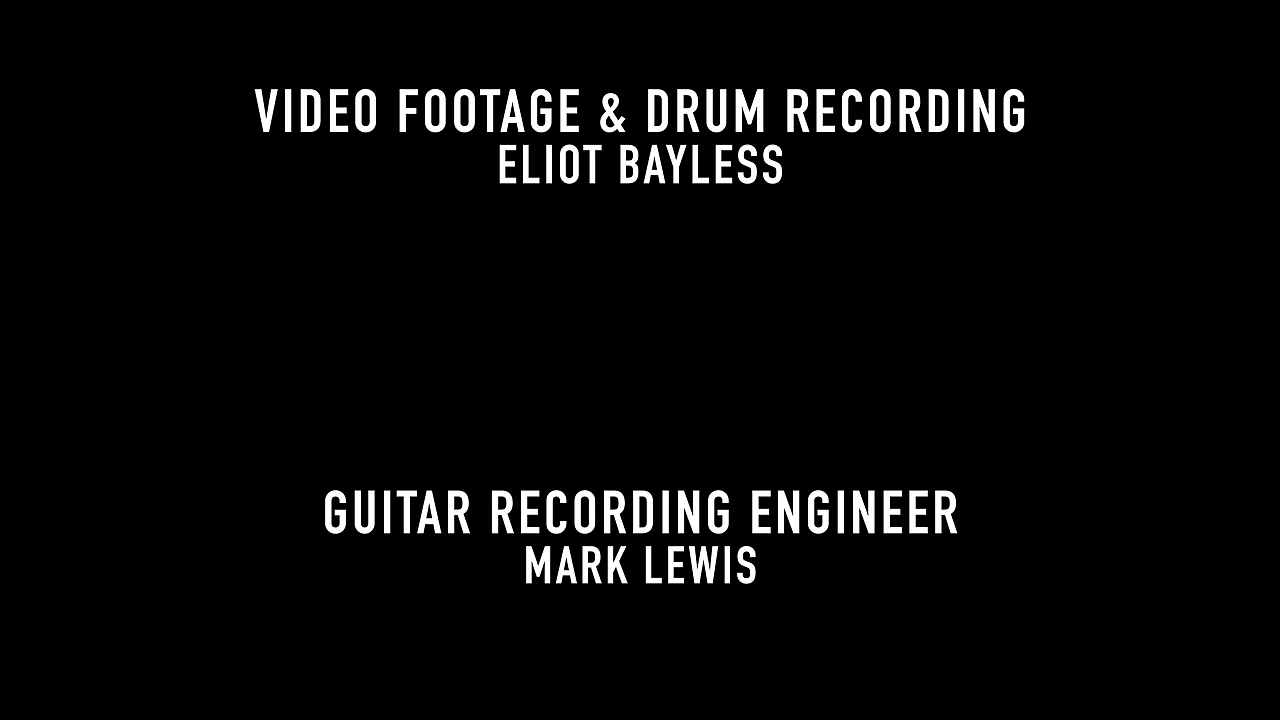 VIDEO FOOTAGE & DRUM RECORDING
ELIOT BAYLESS
GUITAR RECORDING ENGINEER
MARK LEWIS